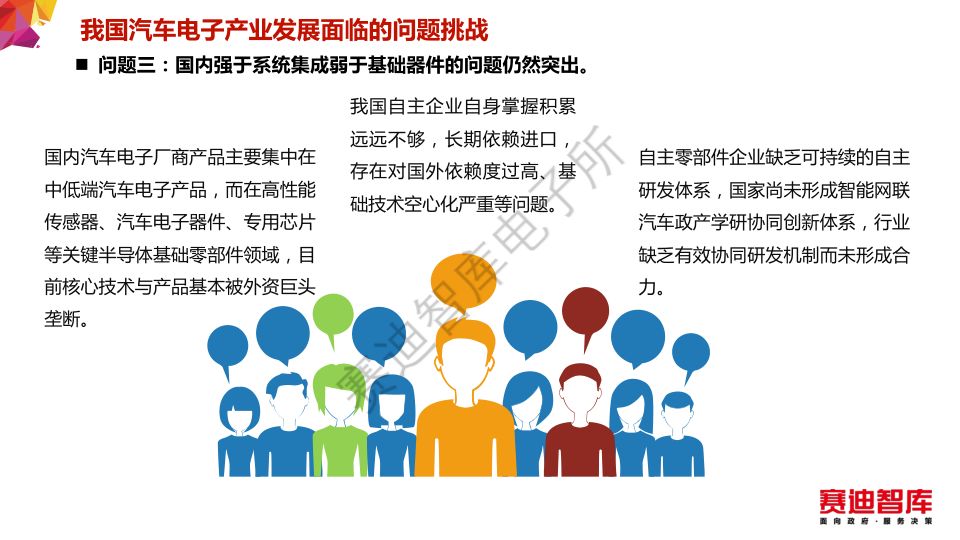 我国汽车电子产业发展面临的问题挑战
■ 问题三：国内强于系统集成弱于基础器件的问题仍然突出。
国内汽车电子厂商产品主要集中在
中低端汽车电子产品，而在高性能
传感器、汽车电子器件、专用芯片
等关键半导体基础零部件领域，目
前核心技术与产品基本被外资巨头
垄断。
我国自主企业自身掌握积累
远远不够，长期依赖进口，
存在对国外依赖度过高、基
础技术空心化严重等问题。
自主零部件企业缺乏可持续的自主
研发体系，国家尚未形成智能网联
汽车政产学研协同创新体系，行业
缺乏有效协同研发机制而未形成合
力。
赛迪智库电子所
赛迪智库
面向政府·服务决策